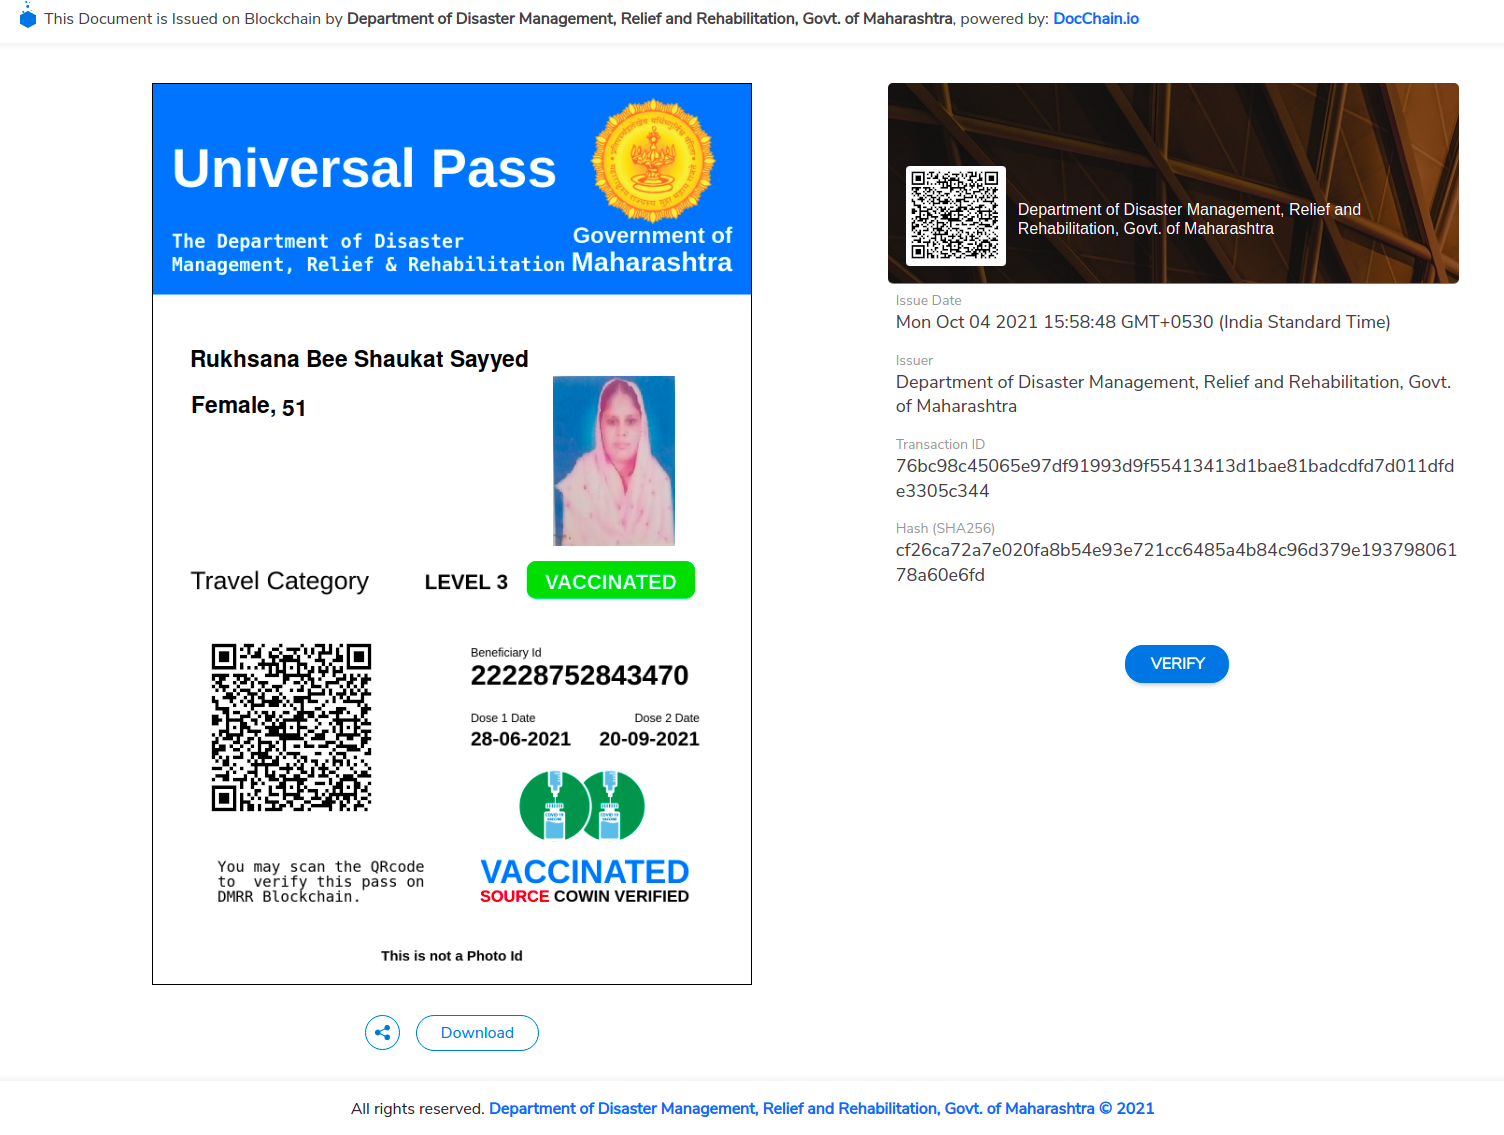 This Document is Issued on Blockchain by Department of Disaster Management, Relief and Rehabilitation, Govt. of Maharashtra, powered by: DocChain.io
Universal Pass
The Department of Disaster
Management, Relief & Rehabilitation
Government of
Maharashtra
Rukhsana Bee Shaukat Sayyed
Female, 51
Travel Category LEVEL 3 VACCINATED
Beneficiary Id
22228752843470
Dose 1 Date Dose 2 Date
28-06-2021 20-09-2021
You may scan the QRcode
to verify this pass on
DMRR Blockchain.
VACCINATED
SOURCE COWIN VERIFIED
This is not a Photo Id
Download
Department of Disaster Management, Relief and
Rehabilitation, Govt. of Maharashtra
Issue Date
Mon Oct 04 2021 15:58:48 GMT+0530 (India Standard Time)
Issuer
Department of Disaster Management, Relief and Rehabilitation, Govt.
of Maharashtra
Transaction ID
76bc98c45065e97df91993d9f55413413d1bae81badcdfd7d011dfd
e3305c344
Hash (SHA256)
cf26ca72a7e020fa8b54e93e721cc6485a4b84c96d379e193798061
78a60e6fd
VERIFY
All rights reserved. Department of Disaster Management, Relief and Rehabilitation, Govt. of Maharashtra © 2021